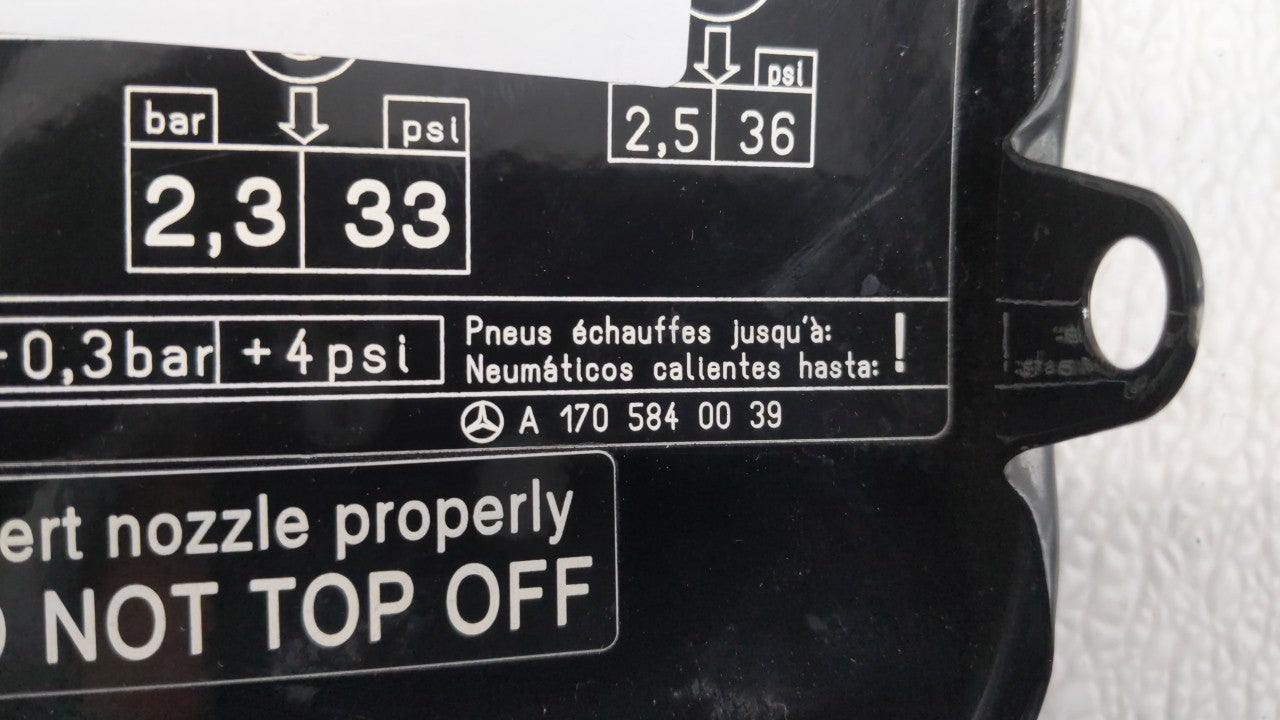 psi
2,5 36
bar psi
2,3 33
0,3bar +4psi
Pneus échauffes jusqu'à:
Neumáticos calientes hasta: !
A 170 584 00 39
nozzle properly
NOT TOP OFF